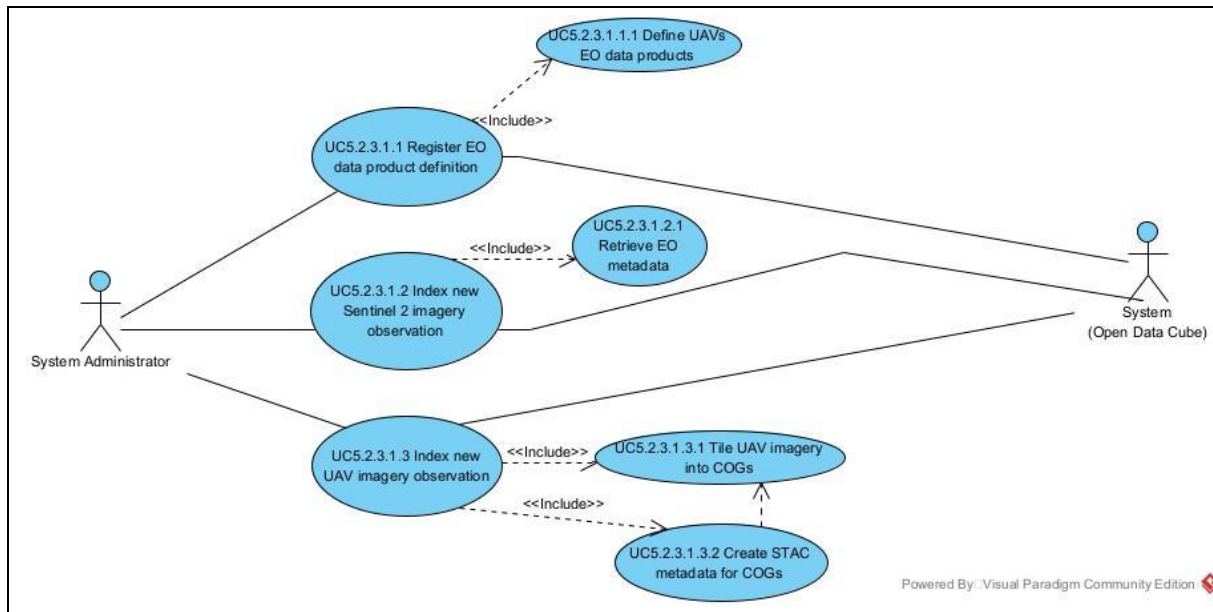 UC5.2.3.1.1.1 Define UAVs
EO data products
<<Include>>
UC5.2.3.1.1 Register EO
data product definition
UC5.2.3.1.2.1
Retrieve EO
metadata
<<Include>>
UC5.2.3.1.2 Index new
Sentinel 2 imagery
observation
System Administrator
System
(Open Data Cube)
UC5.2.3.1.3 Index new
UAV imagery observation
<<Include>>
UC5.2.3.1.3.1 Tile UAV imagery
into COGs
<<Include>>
UC5.2.3.1.3.2 Create STAC
metadata for COGs
Powered By Visual Paradigm Community Edition